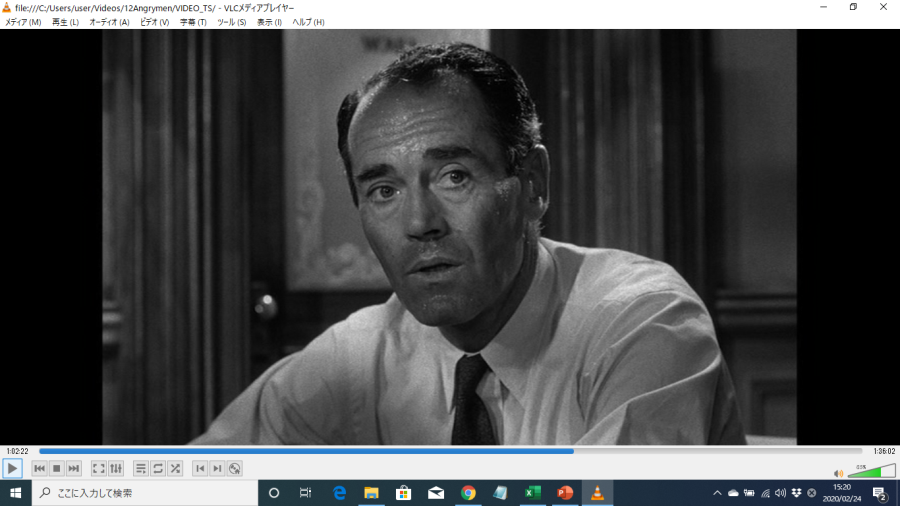 file:///C:/Users/user/Videos/12Angrymen/VIDEO_TS/ - VLCメディアプレイヤー
メディア (M) 再生 (L) オーディオ (A) ビデオ (V) 字幕 (T) ツール (S) 表示 (I) ヘルプ (H)
1:02:22 1:36:02
83%
ここに入力して検索
15:20
2020/02/24
2